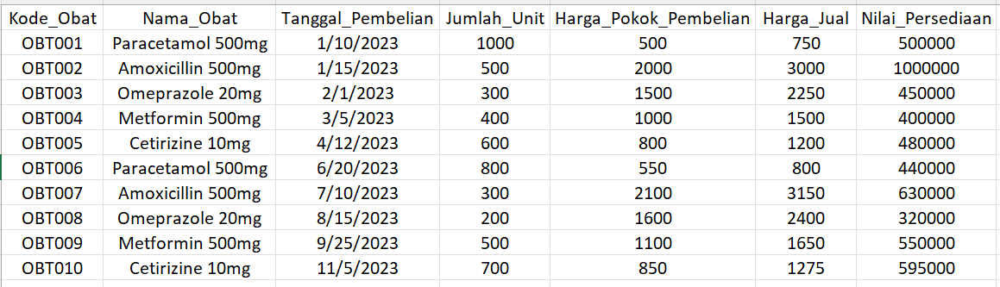 Kode_Obat Nama_Obat Tanggal_Pembelian Jumlah_Unit Harga_Pokok_Pembelian Harga_Jual Nilai_Persediaan
OBT001 Paracetamol 500mg 1/10/2023 1000 500 750 500000
OBT002 Amoxicillin 500mg 1/15/2023 500 2000 3000 1000000
OBT003 Omeprazole 20mg 2/1/2023 300 1500 2250 450000
OBT004 Metformin 500mg 3/5/2023 400 1000 1500 400000
OBT005 Cetirizine 10mg 4/12/2023 600 800 1200 480000
OBT006 Paracetamol 500mg 6/20/2023 800 550 800 440000
OBT007 Amoxicillin 500mg 7/10/2023 300 2100 3150 630000
OBT008 Omeprazole 20mg 8/15/2023 200 1600 2400 320000
OBT009 Metformin 500mg 9/25/2023 500 1100 1650 550000
OBT010 Cetirizine 10mg 11/5/2023 700 850 1275 595000